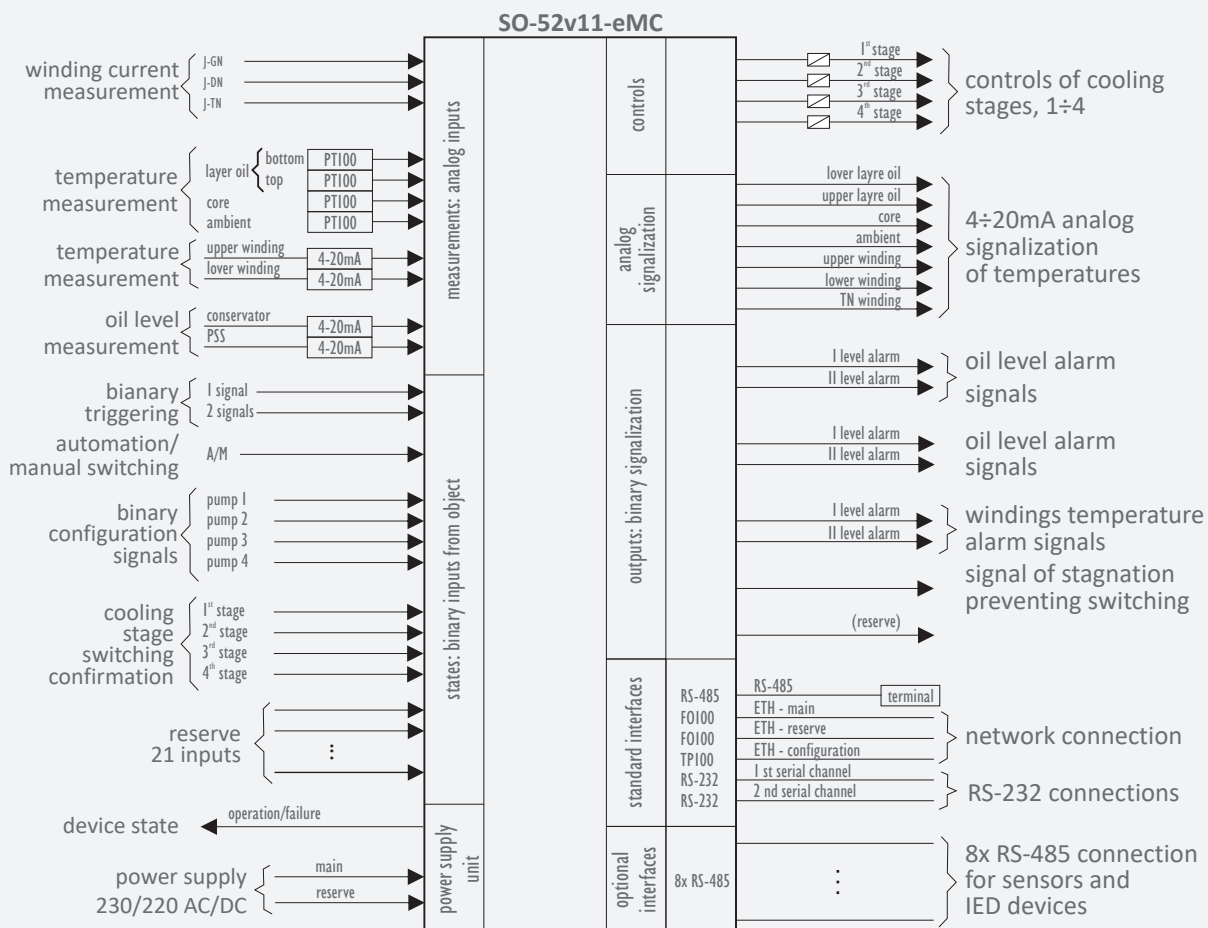 SO-52v11-eMC
winding current
measurement
J-GN
J-DN
J-TN
temperature
measurement
layer oil
bottom
top
core
ambient
PT100
PT100
PT100
PT100
temperature
measurement
upper winding
lover winding
4-20mA
4-20mA
oil level
measurement
conservator
PSS
4-20mA
4-20mA
bianary
triggering
1 signal
2 signals
automation/
manual switching
A/M
binary
configuration
signals
pump 1
pump 2
pump 3
pump 4
cooling
stage
switching
confirmation
1st stage
2nd stage
3rd stage
4th stage
reserve
21 inputs
⋮
device state
operation/failure
power supply
230/220 AC/DC
main
reserve
measurements: analog inputs
states: binary inputs from object
power supply
unit
controls
analog
signalization
outputs: binary signalization
standard interfaces
optional
interfaces
RS-485
FO100
FO100
TP100
RS-232
RS-232
8x RS-485
1st stage
2nd stage
3rd stage
4th stage
controls of cooling
stages, 1÷4
lover layre oil
upper layre oil
core
ambient
upper winding
lower winding
TN winding
4÷20mA analog
signalization
of temperatures
I level alarm
II level alarm
oil level alarm
signals
I level alarm
II level alarm
oil level alarm
signals
I level alarm
II level alarm
windings temperature
alarm signals
signal of stagnation
preventing switching
(reserve)
RS-485
terminal
ETH - main
ETH - reserve
ETH - configuration
network connection
1 st serial channel
2 nd serial channel
RS-232 connections
⋮
8x RS-485 connection
for sensors and
IED devices